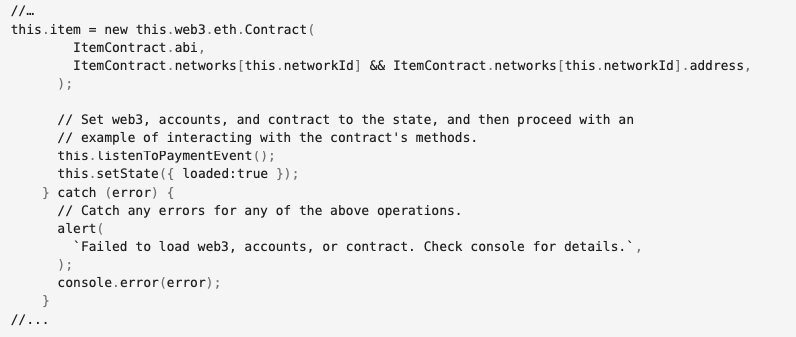 //…
this.item = new this.web3.eth.Contract(
        ItemContract.abi,
        ItemContract.networks[this.networkId] && ItemContract.networks[this.networkId].address,
      );

      // Set web3, accounts, and contract to the state, and then proceed with an
      // example of interacting with the contract's methods.
      this.listenToPaymentEvent();
      this.setState({ loaded:true });
    } catch (error) {
      // Catch any errors for any of the above operations.
      alert(
        `Failed to load web3, accounts, or contract. Check console for details.`,
      );
      console.error(error);
    }
//...